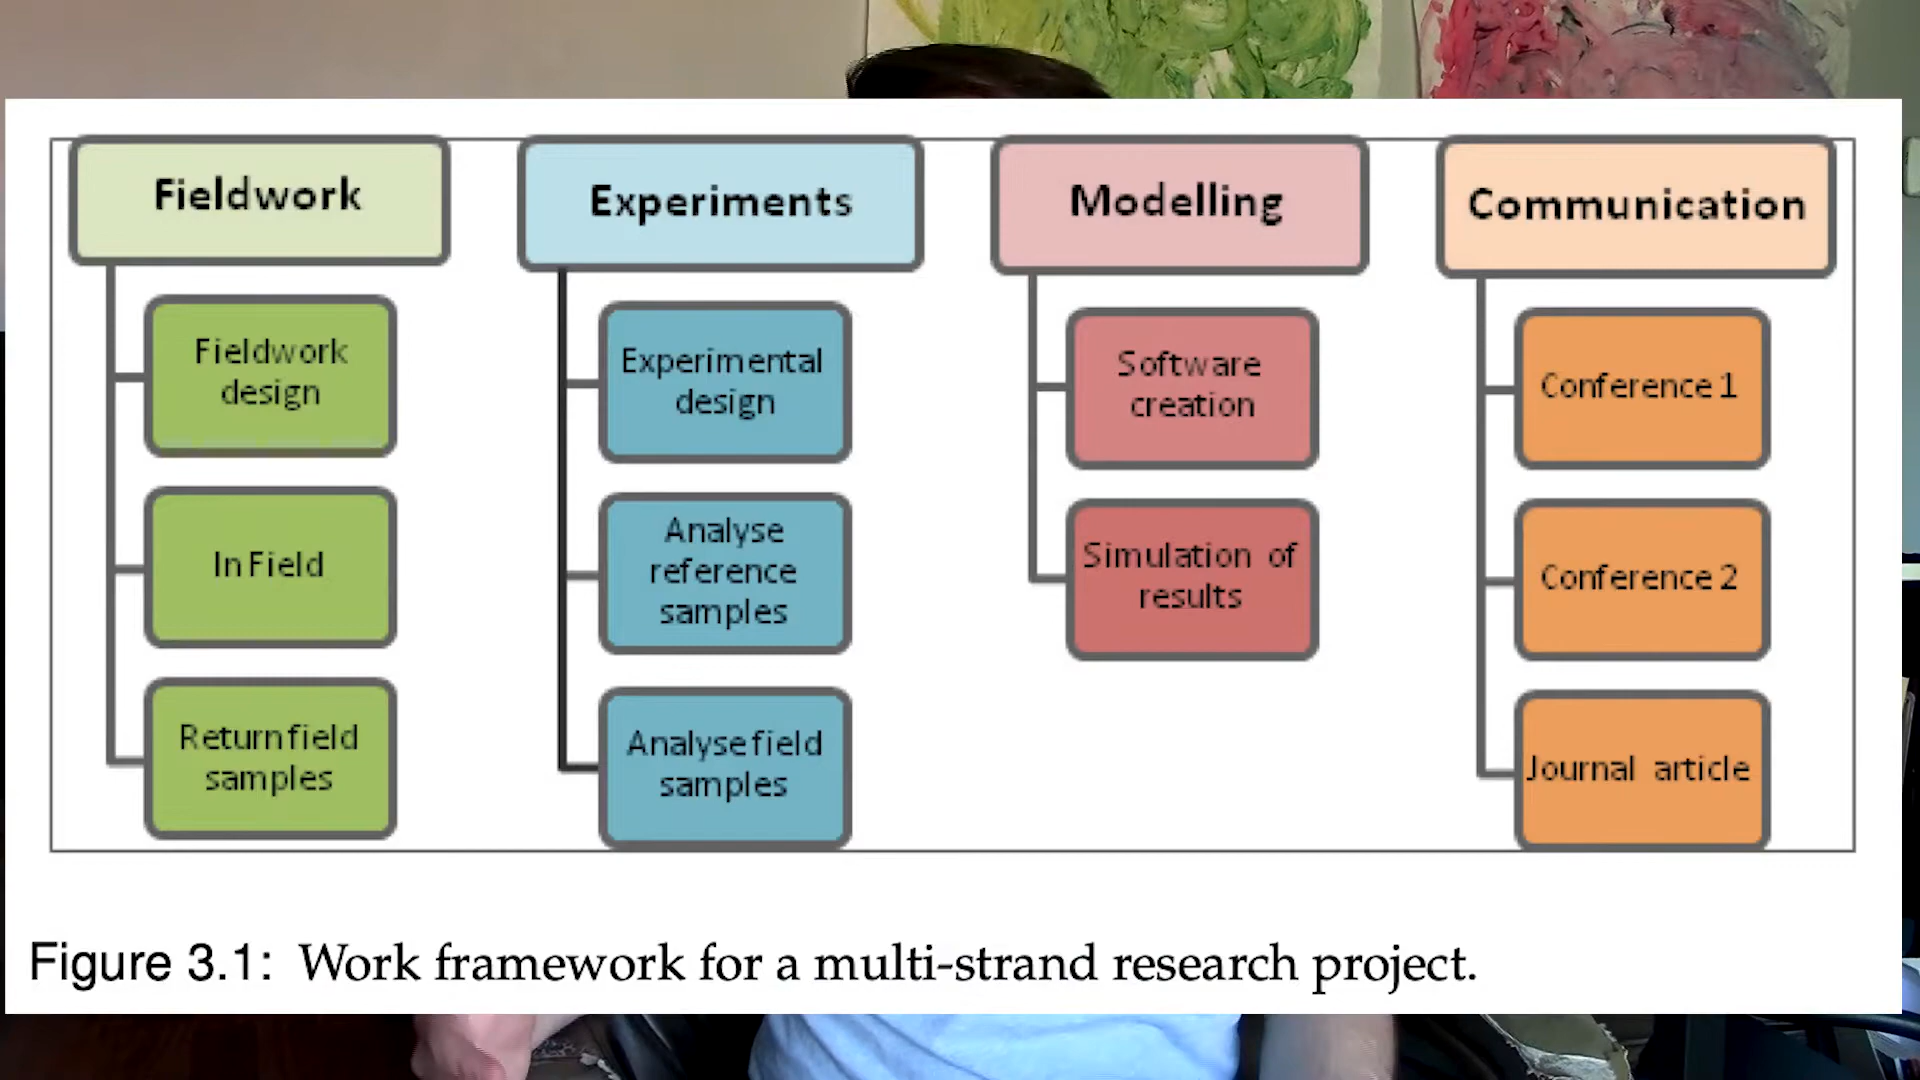 Fieldwork
Fieldwork
design
In Field
Return field
samples
Experiments
Experimental
design
Analyse
reference
samples
Analyse field
samples
Modelling
Software
creation
Simulation of
results
Communication
Conference 1
Conference 2
Journal article
Figure 3.1: Work framework for a multi-strand research project.